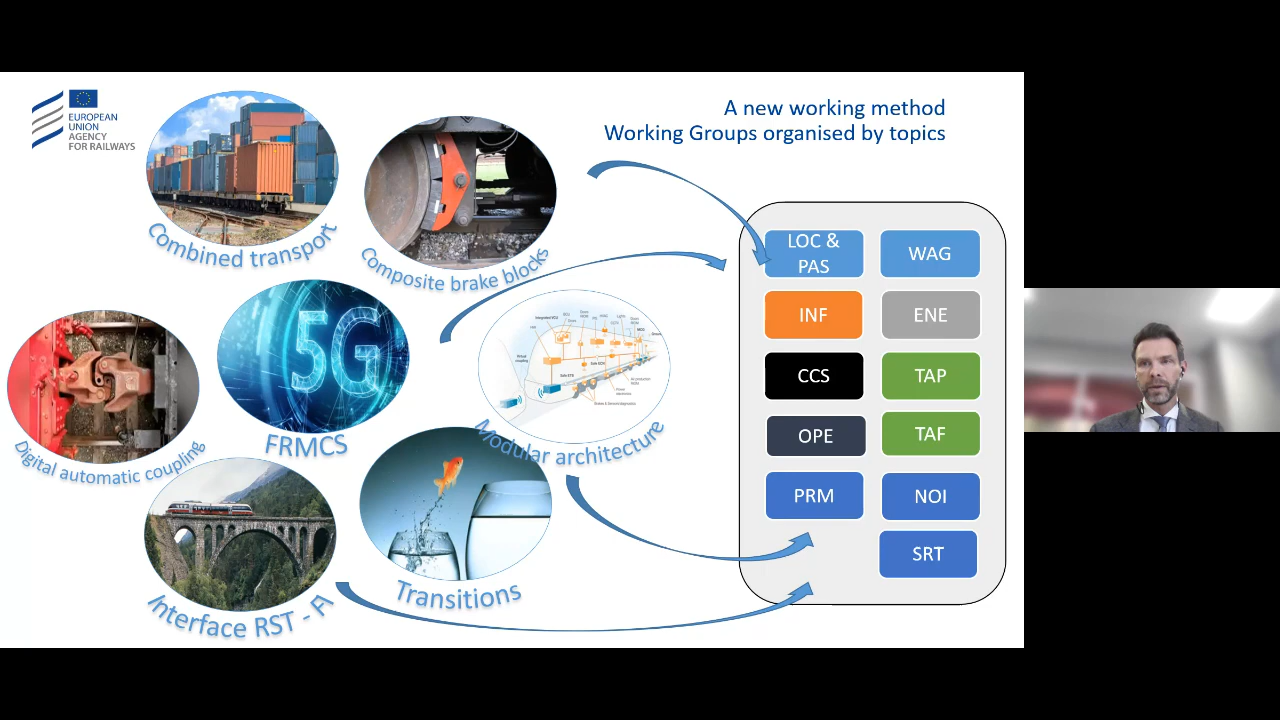 EUROPEAN
UNION
AGENCY
FOR RAILWAYS
A new working method
Working Groups organised by topics
Combined transport
Composite brake blocks
Digital automatic coupling
5G
FRMCS
Modular architecture
Interface RST - FI
Transitions
LOC &
PAS
WAG
INF
ENE
CCS
TAP
OPE
TAF
PRM
NOI
SRT